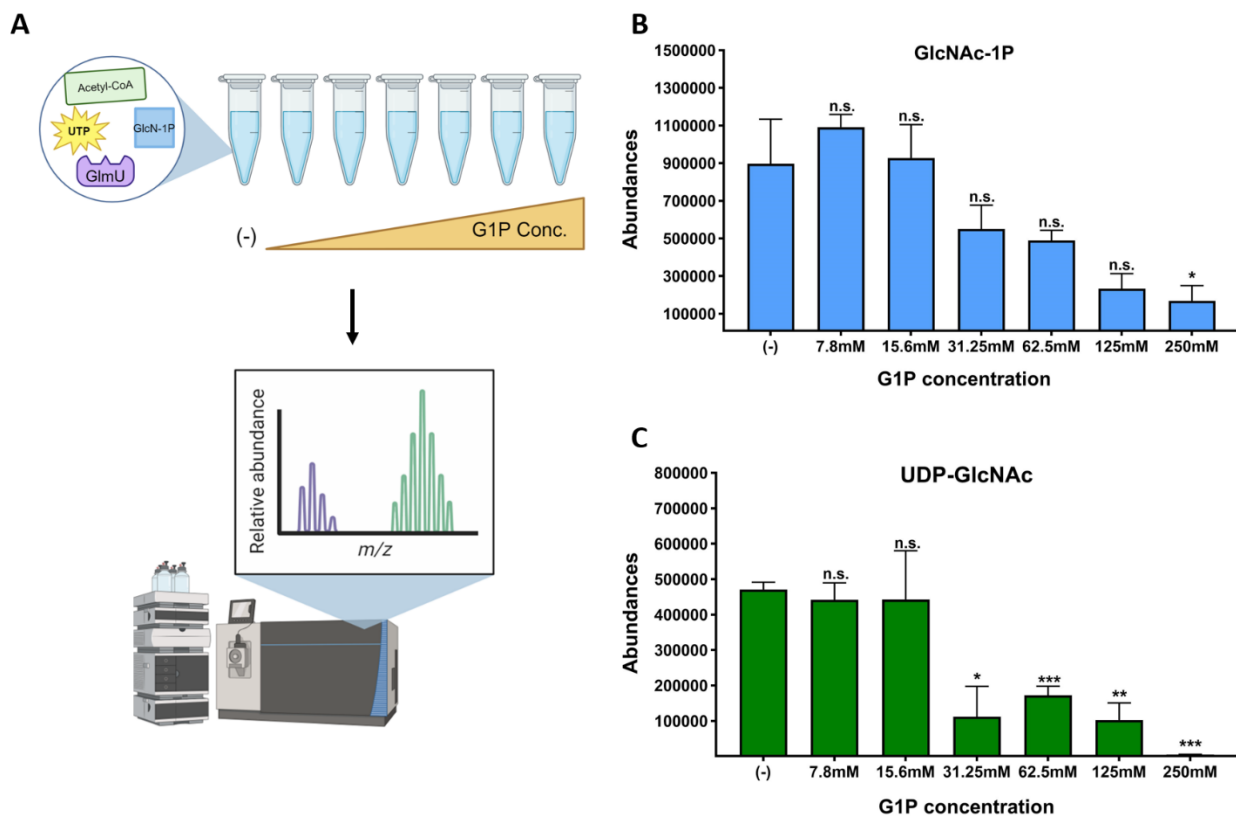 A
Acetyl-CoA
UTP
GlcN-1P
GlmU
(-)
G1P Conc.
Relative abundance
m/z
B
GlcNAc-1P
Abundances
1500000
1300000
1100000
900000
700000
500000
300000
100000
n.s.
n.s.
n.s.
n.s.
n.s.
*
(-)
7.8mM
15.6mM
31.25mM
62.5mM
125mM
250mM
G1P concentration
C
UDP-GlcNAc
Abundances
800000
700000
600000
500000
400000
300000
200000
100000
n.s.
n.s.
*
***
**
***
(-)
7.8mM
15.6mM
31.25mM
62.5mM
125mM
250mM
G1P concentration